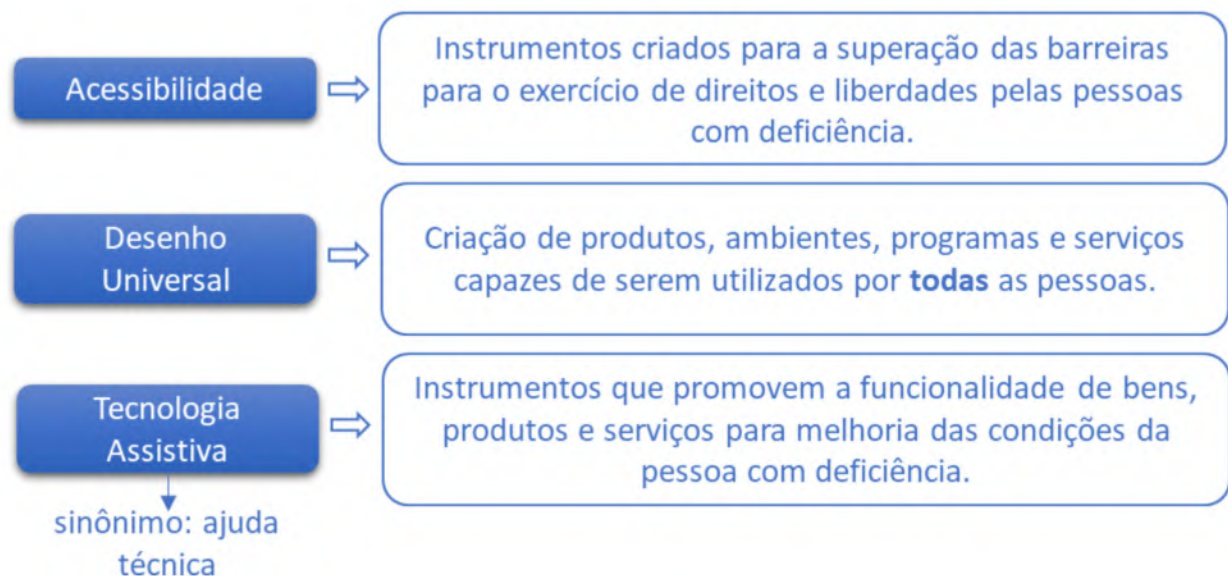 Acessibilidade
Instrumentos criados para a superação das barreiras
para o exercício de direitos e liberdades pelas pessoas
com deficiência.
Desenho
Universal
Criação de produtos, ambientes, programas e serviços
capazes de serem utilizados por todas as pessoas.
Tecnologia
Assistiva
Instrumentos que promovem a funcionalidade de bens,
produtos e serviços para melhoria das condições da
pessoa com deficiência.
sinônimo: ajuda
técnica